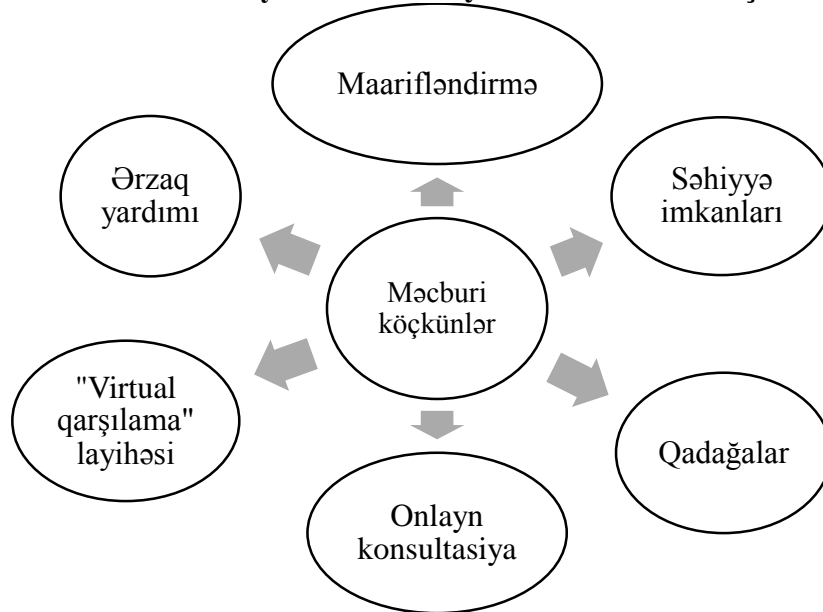 Maarifləndirmə
Ərzaq
yardımı
Səhiyyə
imkanları
Məcburi
köçkünlər
"Virtual
qarşılama"
layihəsi
Qadağalar
Onlayn
konsultasiya